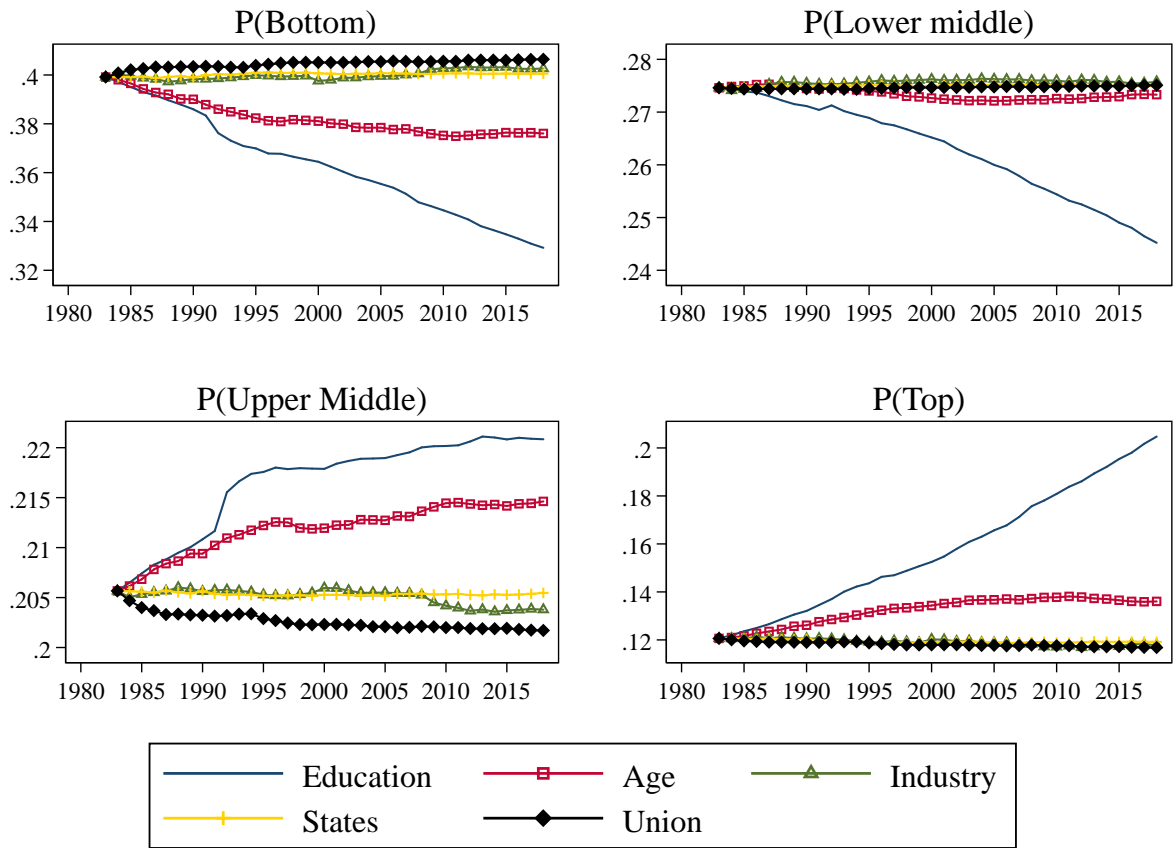 P(Bottom)
.4
.38
.36
.34
.32
1980 1985 1990 1995 2000 2005 2010 2015
P(Lower middle)
.28
.27
.26
.25
.24
1980 1985 1990 1995 2000 2005 2010 2015
P(Upper Middle)
.22
.215
.21
.205
.2
1980 1985 1990 1995 2000 2005 2010 2015
P(Top)
.2
.18
.16
.14
.12
1980 1985 1990 1995 2000 2005 2010 2015
Education Age Industry
States Union